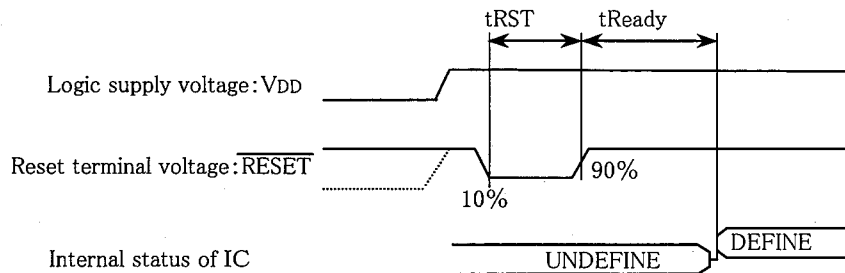 tRST tReady
Logic supply voltage:VDD
Reset terminal voltage:RESET
90%
10%
DEFINE
Internal status of IC UNDEFINE